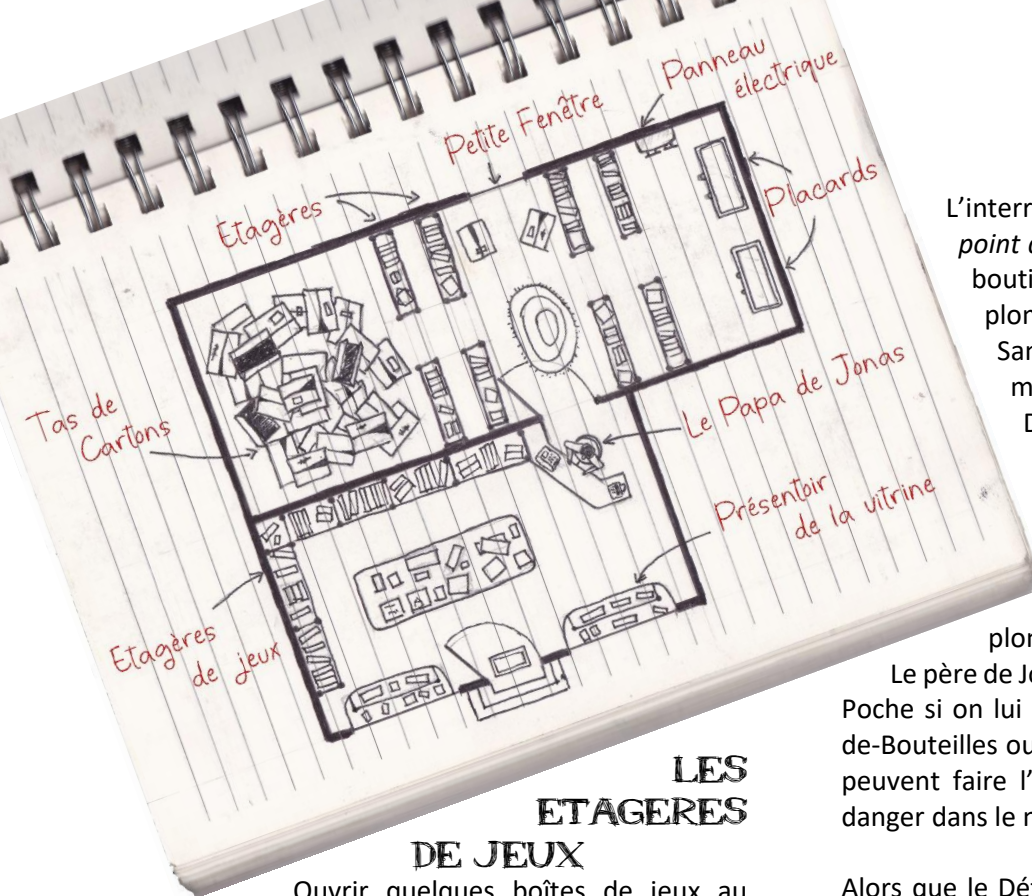 Panneau
électrique
Petite Fenêtre
Placards
Etagères
Le Papa de Jonas
Tas de
Cartons
Présentoir
de la vitrine
Etagères
de jeux
LES
ETAGERES
DE JEUX
Ouvrir quelques boîtes de jeux au
point
bouti
plon
San
m
D
plon
Le père de Jo
Poche si on lui
de-Bouteilles ou
peuvent faire l'
danger dans le
Alors que le Dé